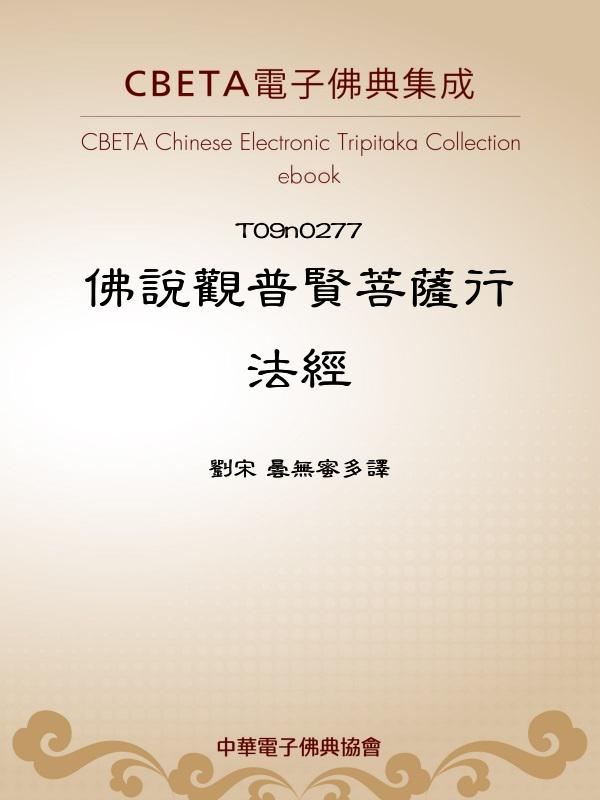 CBETA電子佛典集成
CBETA Chinese Electronic Tripitaka Collection
ebook
T09n0277
佛說觀普賢菩薩行
法經
劉宋 曇無蜜多譯
中華電子佛典協會